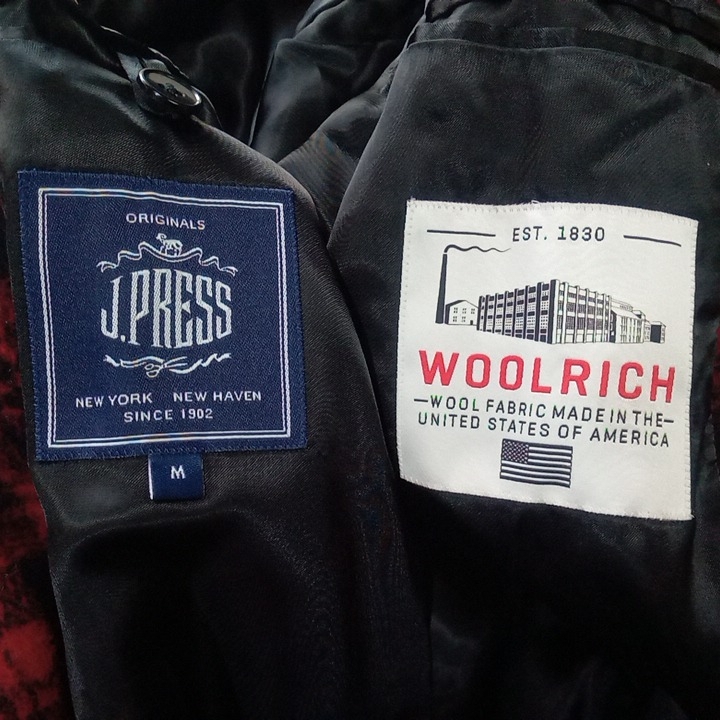 ORIGINALS
J.PRESS
NEW YORK NEW HAVEN
SINCE 1902
M
EST. 1830
WOOLRICH
—WOOL FABRIC MADE IN THE—
UNITED STATES OF AMERICA